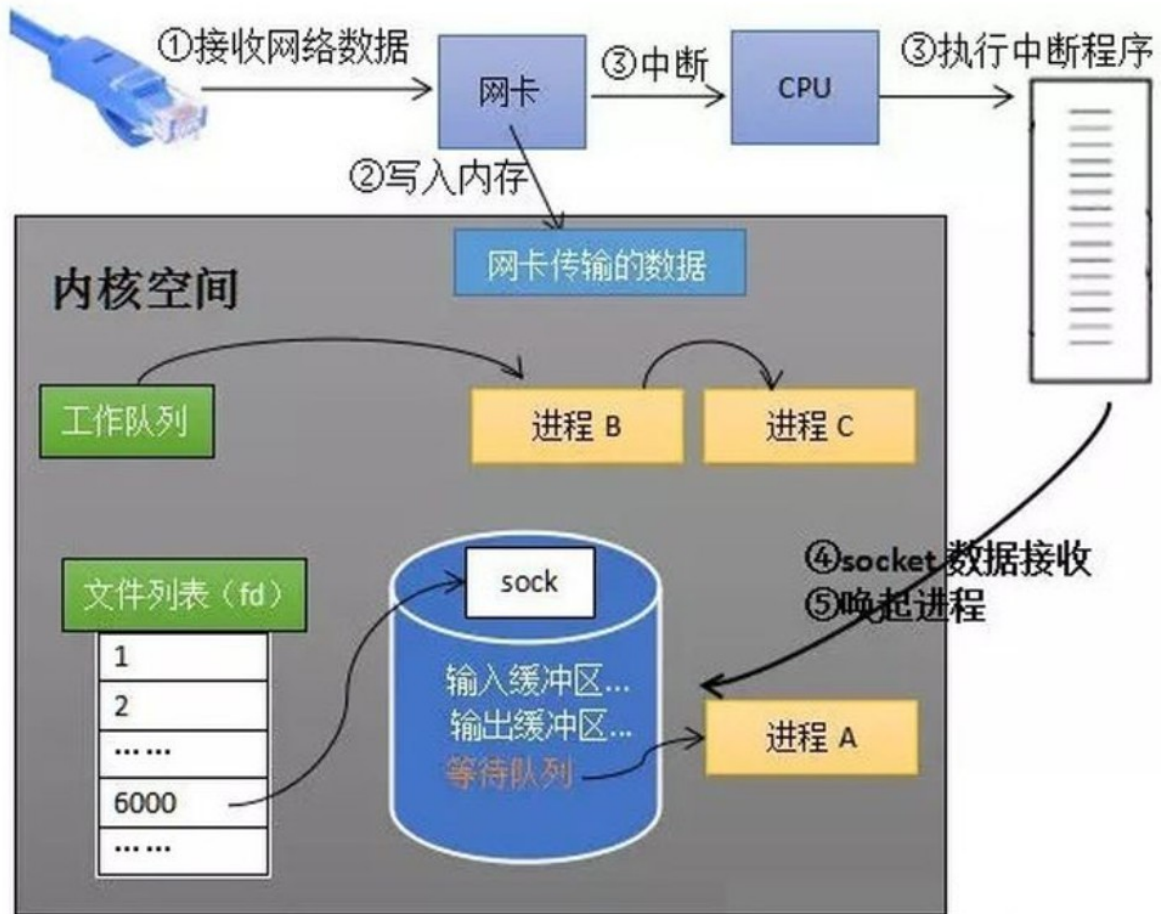 ①接收网络数据
网卡
③中断
CPU
③执行中断程序
②写入内存
网卡传输的数据
内核空间
工作队列
进程 B
进程 C
④socket 数据接收
⑤唤起进程
文件列表（fd）
1
2
……
6000
……
sock
输入缓冲区...
输出缓冲区...
等待队列
进程 A